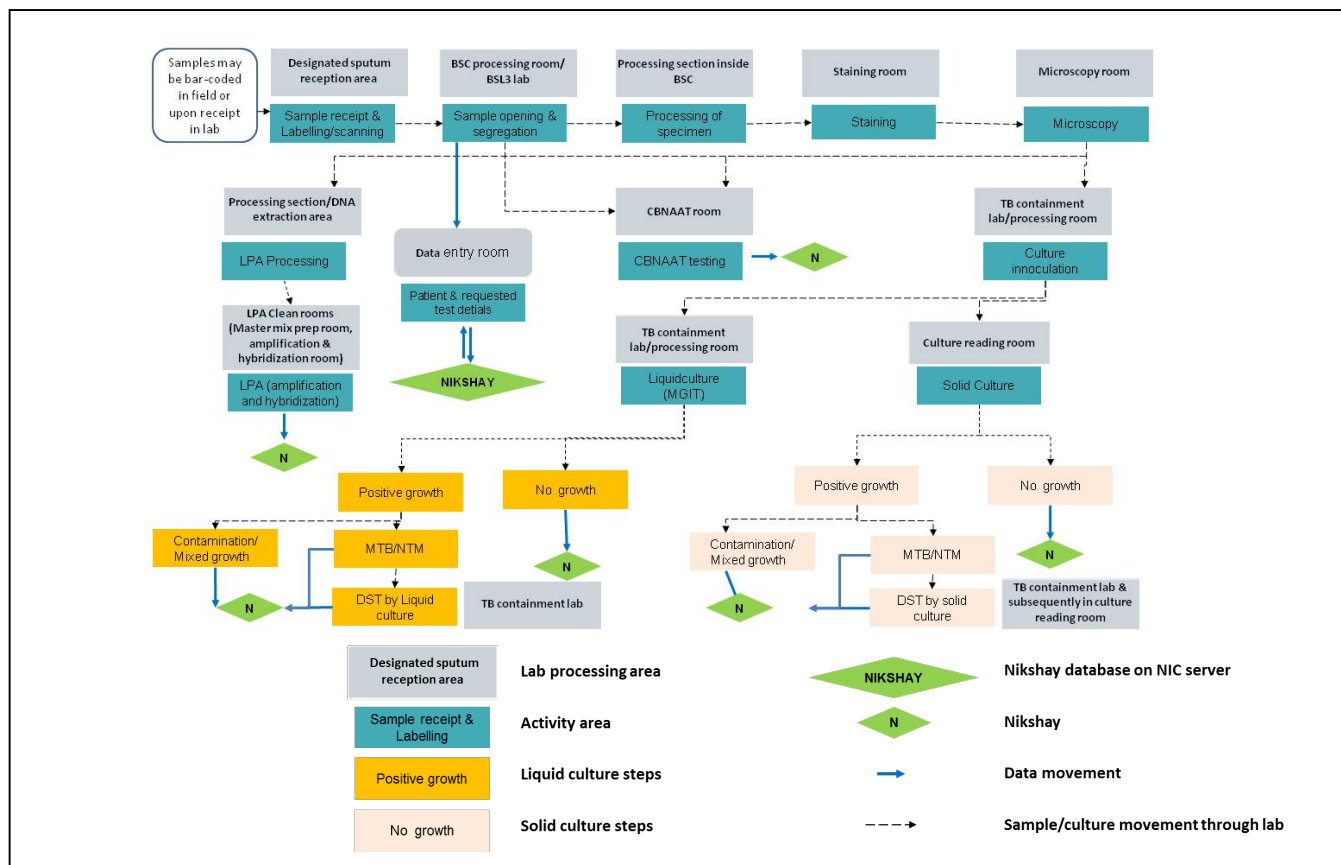 Samples may
be bar-coded
in field or
upon receipt
in lab
Designated sputum
reception area
BSC processing room/
BSL3 lab
Processing section inside
BSC
Staining room
Microscopy room
Sample receipt &
Labelling/scanning
Sample opening &
segregation
Processing of
specimen
Staining
Microscopy
Processing section/DNA
extraction area
CBNAAT room
TB containment
lab/processing room
LPA Processing
Data entry room
CBNAAT testing
N
Culture
innoculation
LPA Clean rooms
(Master mix prep room,
amplification &
hybridization room)
Patient & requested
test detials
TB containment
lab/processing room
Culture reading room
LPA (amplification
and hybridization)
NIKSHAY
Liquidculture
(MGIT)
Solid Culture
N
Positive growth
No growth
Positive growth
No growth
Contamination/
Mixed growth
MTB/NTM
N
Contamination/
Mixed growth
MTB/NTM
N
N
DST by Liquid
culture
TB containment lab
N
DST by solid
culture
TB containment lab &
subsequently in culture
reading room
Designated sputum
reception area
Lab processing area
NIKSHAY
Nikshay database on NIC server
Sample receipt &
Labelling
Activity area
N
Nikshay
Positive growth
Liquid culture steps
Data movement
No growth
Solid culture steps
Sample/culture movement through lab